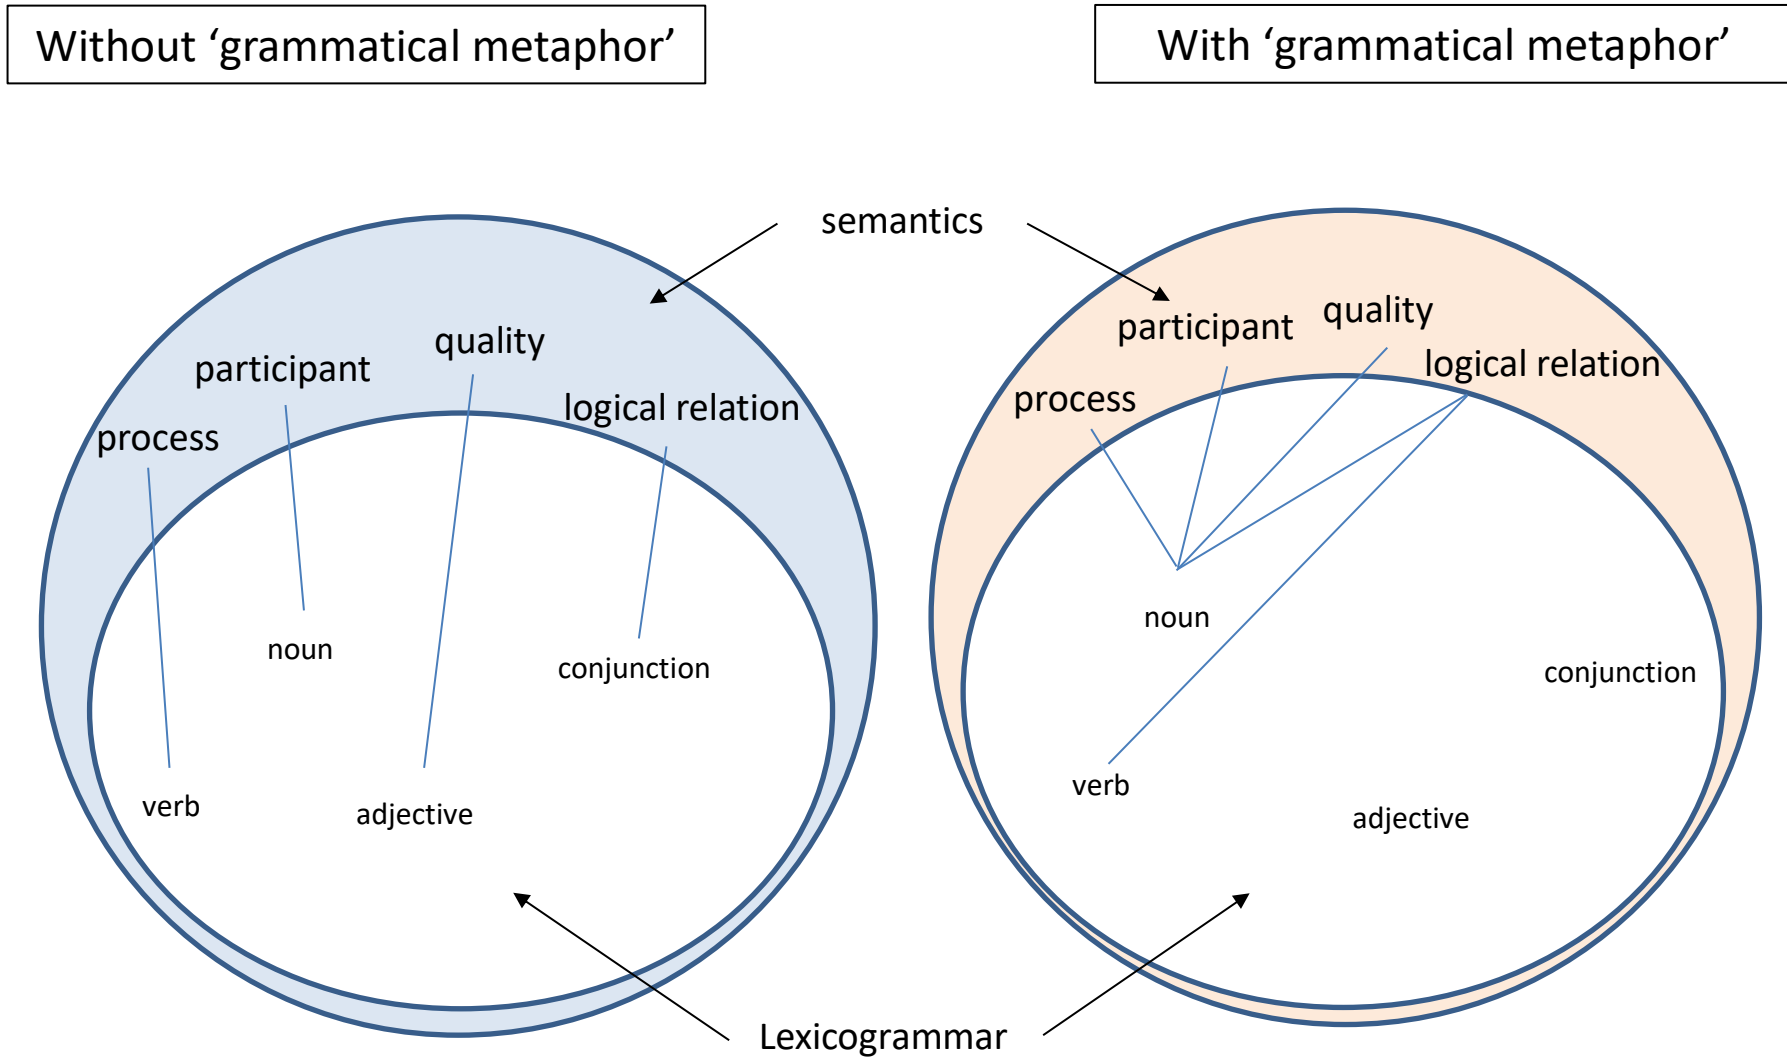 Without ‘grammatical metaphor’
With ‘grammatical metaphor’
semantics
process
participant
quality
logical relation
noun
conjunction
verb
adjective
process
participant
quality
logical relation
noun
conjunction
verb
adjective
Lexicogrammar